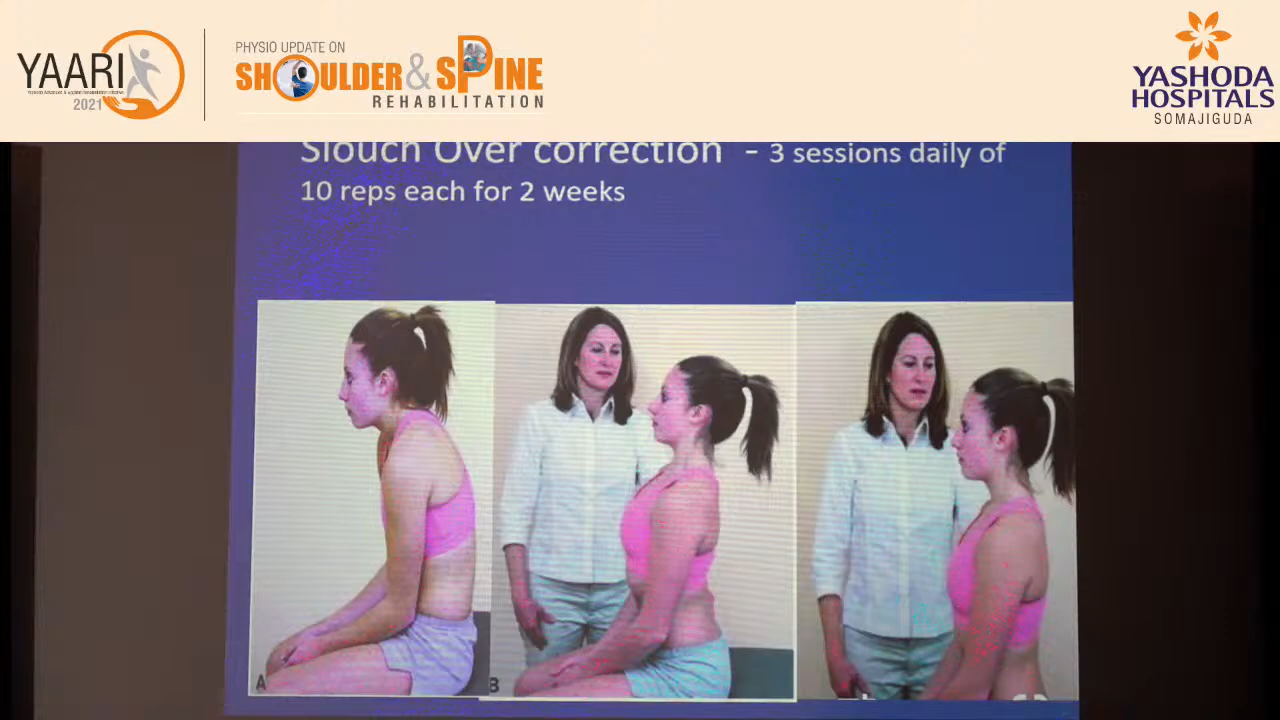 YAARI
2021
PHYSIO UPDATE ON
SHOULDER & SPINE
REHABILITATION
YASHODA
HOSPITALS
SOMAJIGUDA
Slouch Over correction - 3 sessions daily of
10 reps each for 2 weeks
A
B